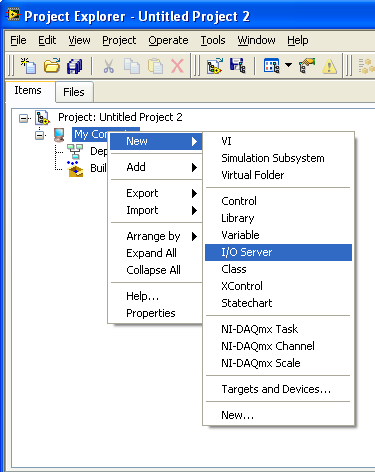 Project Explorer - Untitled Project 2
File Edit View Project Operate Tools Window Help
Items Files
Project: Untitled Project 2
My Com
Dep
Buil
New
Add
Export
Import
Arrange by
Expand All
Collapse All
Help...
Properties
VI
Simulation Subsystem
Virtual Folder
Control
Library
Variable
I/O Server
Class
XControl
Statechart
NI-DAQmx Task
NI-DAQmx Channel
NI-DAQmx Scale
Targets and Devices...
New...